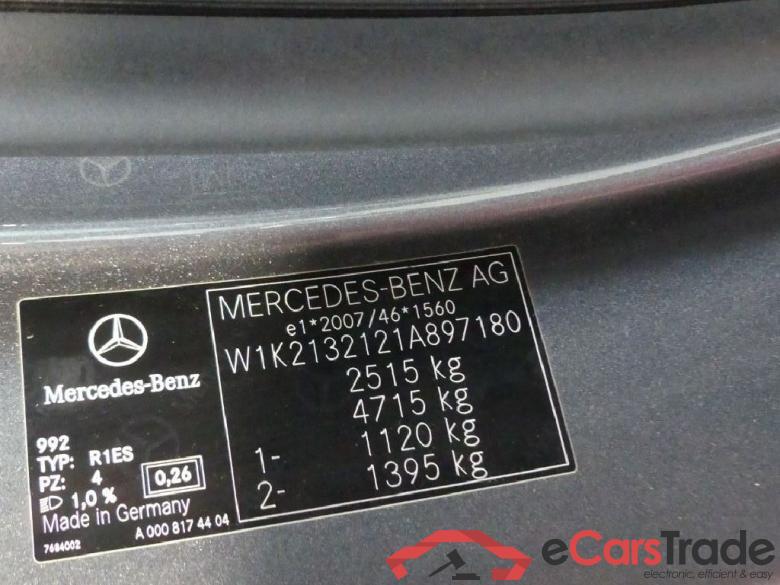 MERCEDES-BENZ AG
e1*2007/46*1560
W1K2132121A897180
2515 kg
4715 kg
1- 1120 kg
2- 1395 kg
Mercedes-Benz
992
TYP: R1ES
PZ: 4
1,0 % 0,26
Made in Germany
A 000 817 44 04
7684002
eCarsTrade
electronic, efficient & easy